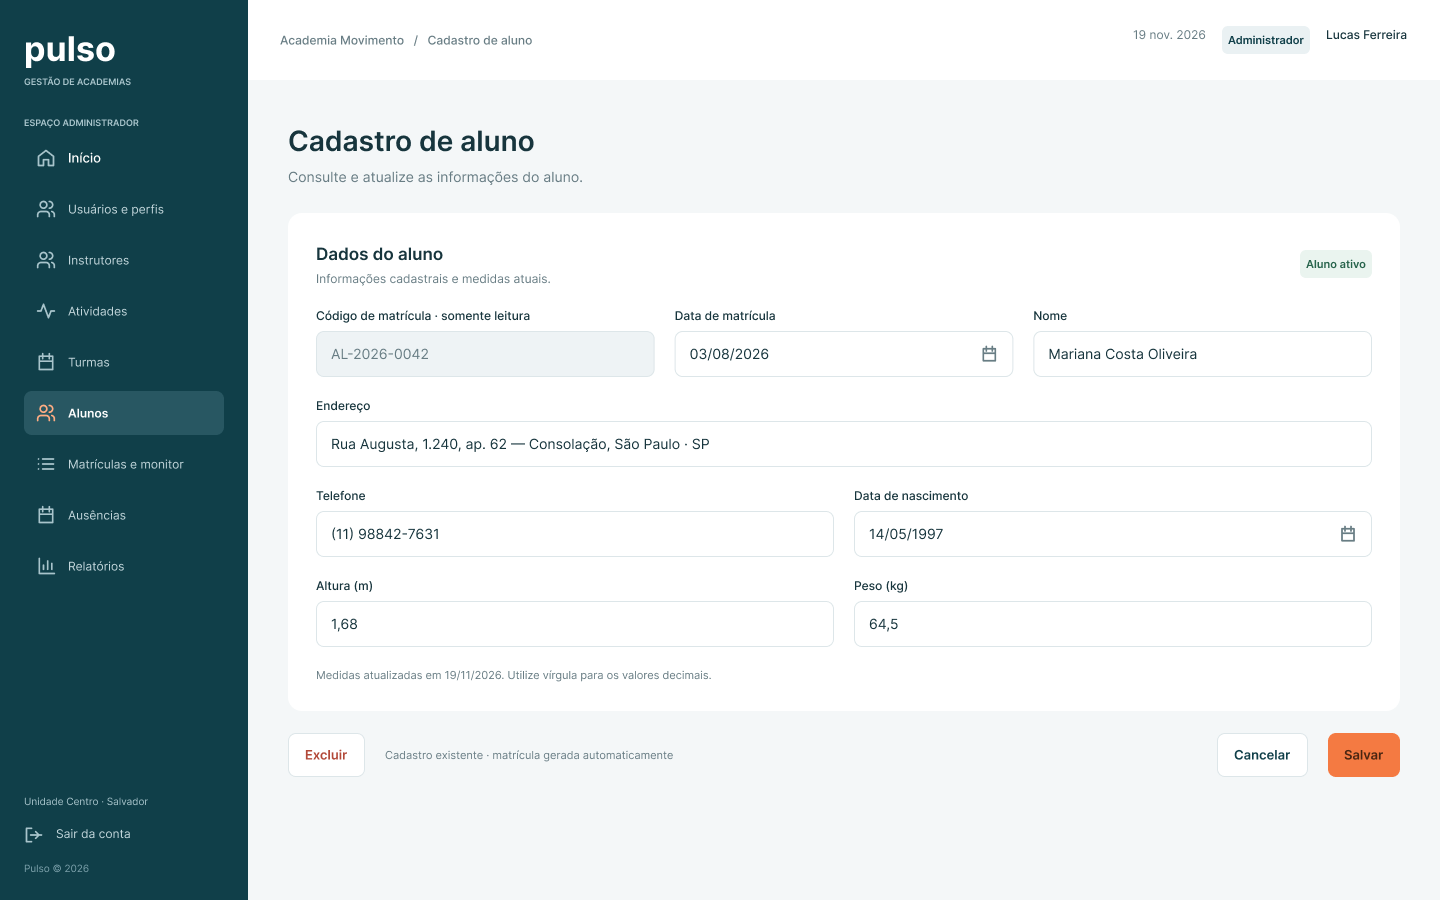 pulso
GESTÃO DE ACADEMIAS
ESPAÇO ADMINISTRADOR
Início
Usuários e perfis
Instrutores
Atividades
Turmas
Alunos
Matrículas e monitor
Ausências
Relatórios
Unidade Centro · Salvador
Sair da conta
Pulso © 2026
Academia Movimento / Cadastro de aluno
19 nov. 2026
Administrador
Lucas Ferreira
Cadastro de aluno
Consulte e atualize as informações do aluno.
Dados do aluno
Informações cadastrais e medidas atuais.
Aluno ativo
Código de matrícula · somente leitura
AL-2026-0042
Data de matrícula
03/08/2026
Nome
Mariana Costa Oliveira
Endereço
Rua Augusta, 1.240, ap. 62 — Consolação, São Paulo · SP
Telefone
(11) 98842-7631
Data de nascimento
14/05/1997
Altura (m)
1,68
Peso (kg)
64,5
Medidas atualizadas em 19/11/2026. Utilize vírgula para os valores decimais.
Excluir
Cadastro existente · matrícula gerada automaticamente
Cancelar
Salvar